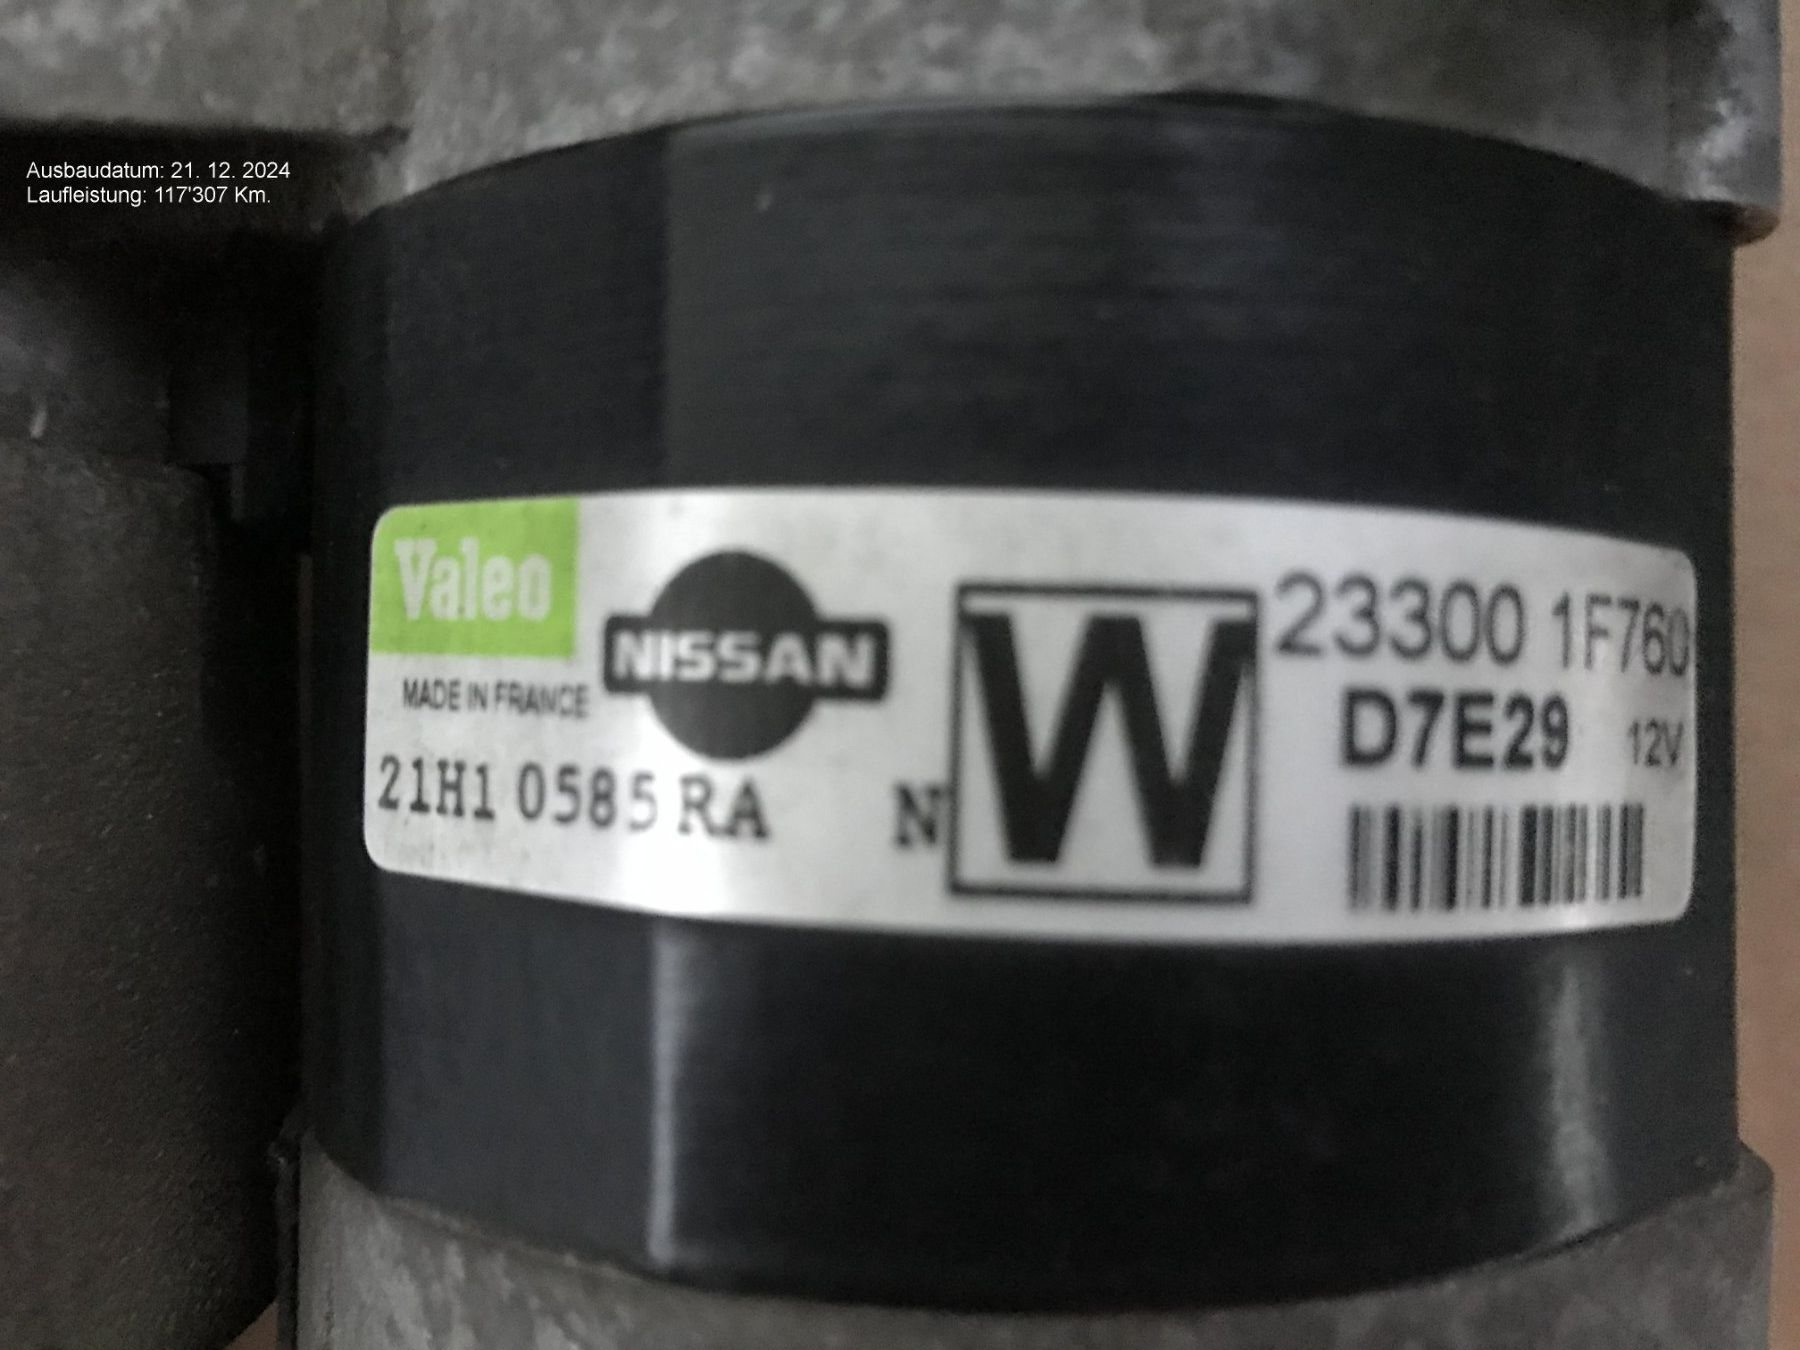 Ausbaudatum: 21. 12. 2024
Laufleistung: 117'307 Km.
Valeo
MADE IN FRANCE
NISSAN
21H1 0585 RA
N W
23300 1F760
D7E29 12V